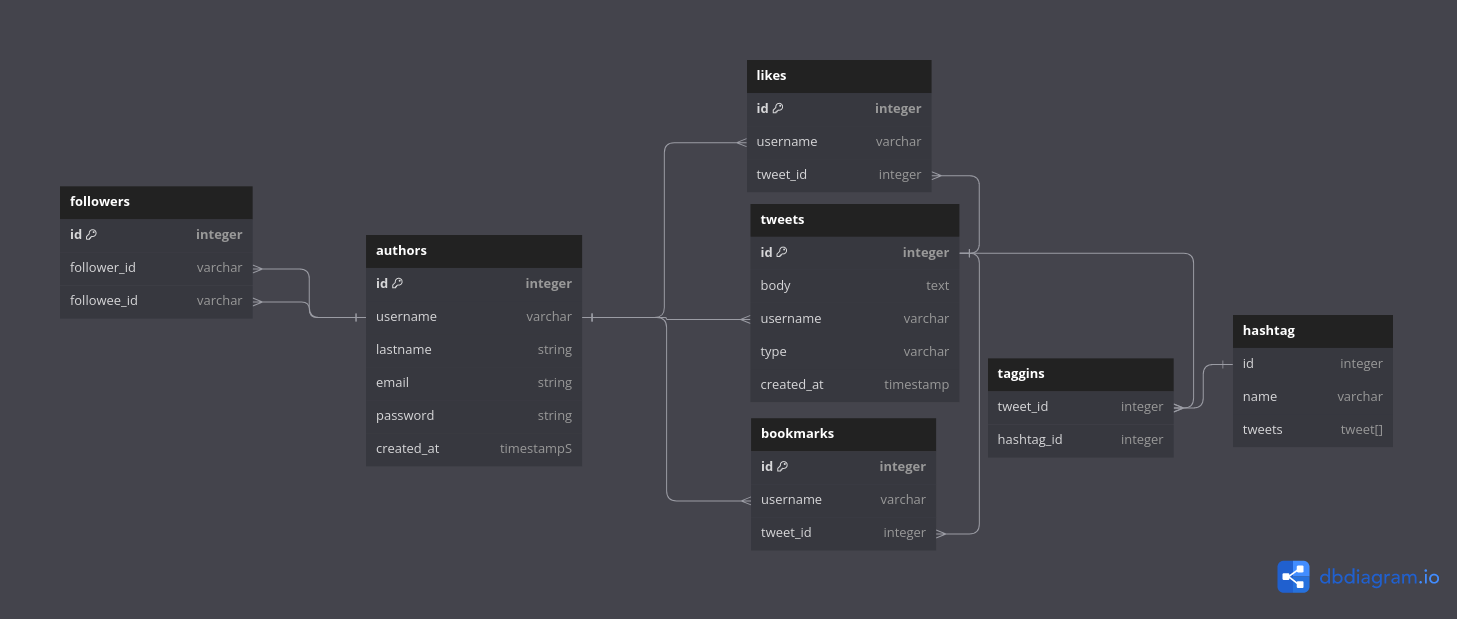 followers
id integer
follower_id varchar
followee_id varchar
authors
id integer
username varchar
lastname string
email string
password string
created_at timestampS
likes
id integer
username varchar
tweet_id integer
tweets
id integer
body text
username varchar
type varchar
created_at timestamp
bookmarks
id integer
username varchar
tweet_id integer
taggins
tweet_id integer
hashtag_id integer
hashtag
id integer
name varchar
tweets tweet[]
dbdiagram.io